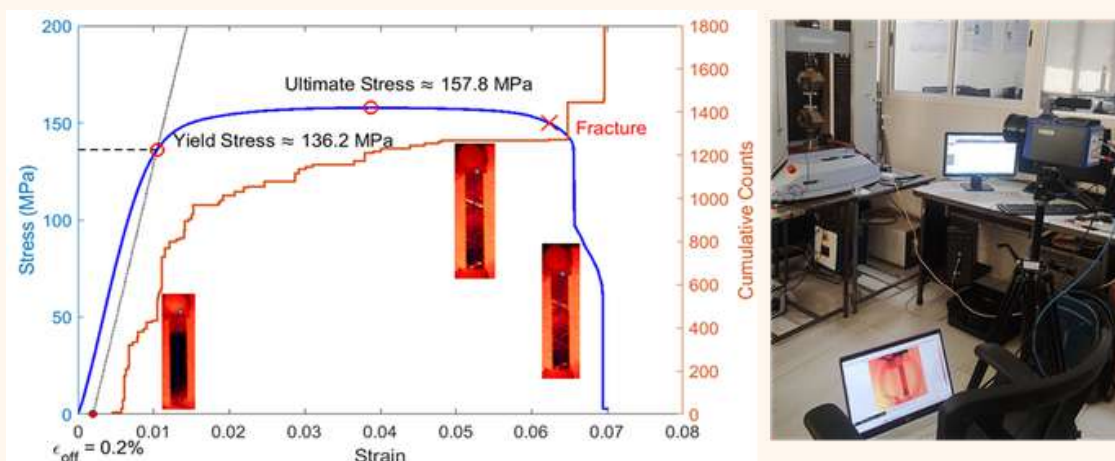 200
150
100
50
0
Stress (MPa)
Ultimate Stress ≈ 157.8 MPa
Yield Stress ≈ 136.2 MPa
Fracture
1800
1600
1400
1200
1000
800
600
400
200
0
Cumulative Counts
0 0.01 0.02 0.03 0.04 0.05 0.06 0.07 0.08
ϵoff = 0.2%
Strain